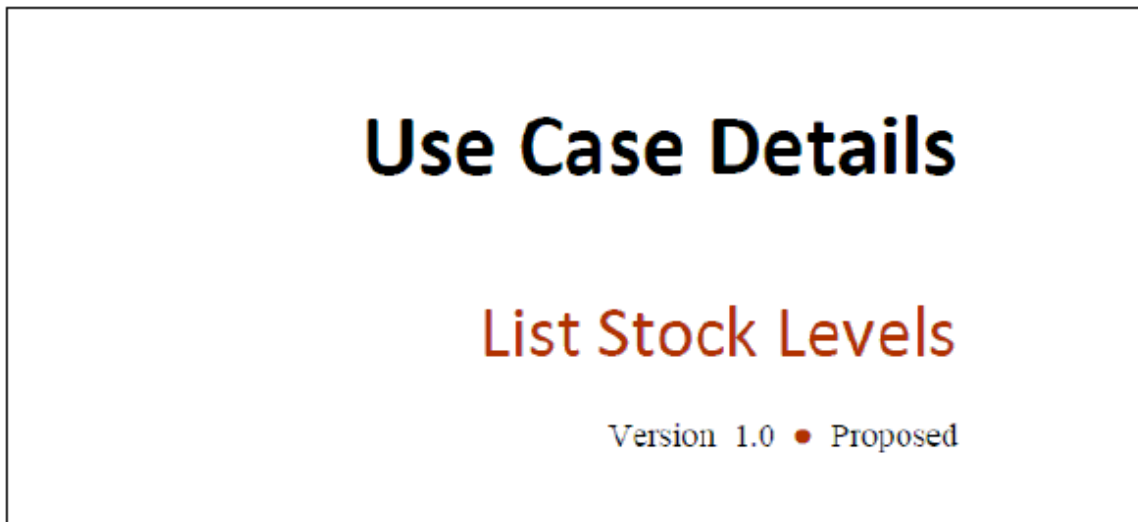 Use Case Details
List Stock Levels
Version 1.0 • Proposed